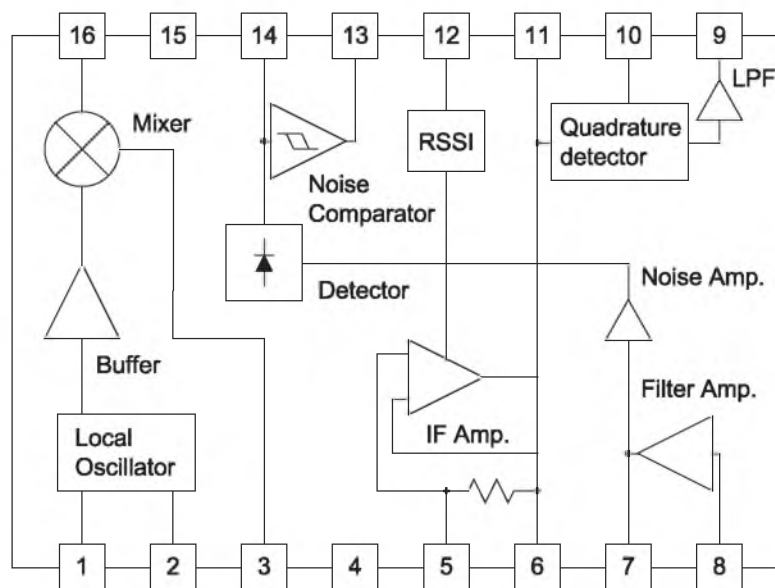 16 15 14 13 12 11 10 9
LPF
Mixer
RSSI
Quadrature
detector
Noise
Comparator
Detector
Noise Amp.
Buffer
Filter Amp.
IF Amp.
Local
Oscillator
1 2 3 4 5 6 7 8